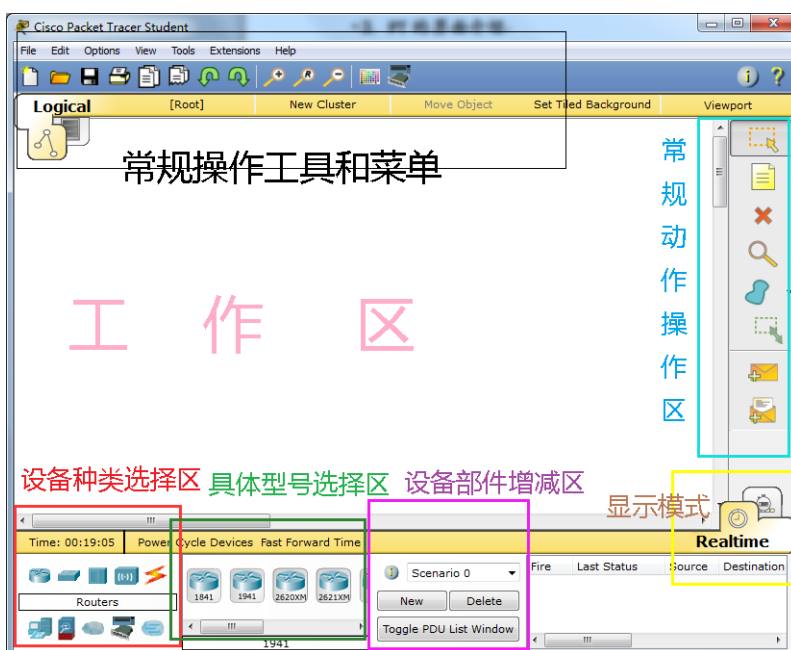 Cisco Packet Tracer Student
File Edit Options View Tools Extensions Help
Logical [Root] New Cluster Move Object Set Tiled Background Viewport
常规操作工具和菜单
常规动作操作区
工作区
设备种类选择区 具体型号选择区 设备部件增减区
显示模式
Time: 00:19:05 Power Cycle Devices Fast Forward Time Realtime
Scenario 0 Fire Last Status Source Destination
Routers 1841 1941 2620XM 2621XM New Delete
Toggle PDU List Window
1941